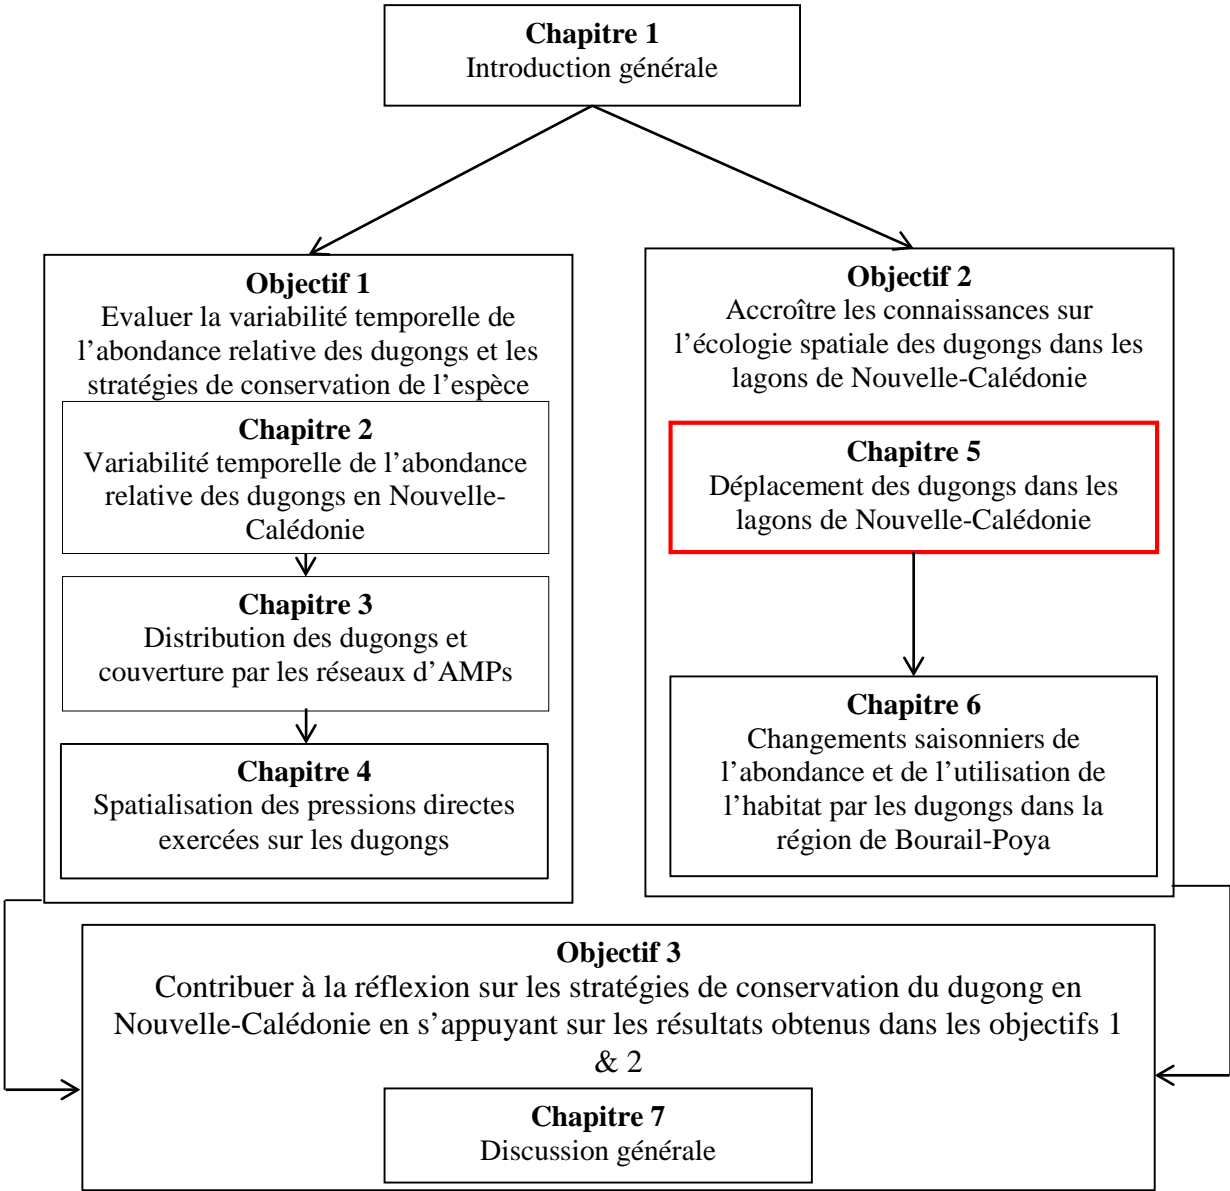 Chapitre 1
Introduction générale
Objectif 1
Evaluer la variabilité temporelle de
l’abondance relative des dugongs et les
stratégies de conservation de l’espèce
Chapitre 2
Variabilité temporelle de l’abondance
relative des dugongs en Nouvelle-
Calédonie
Chapitre 3
Distribution des dugongs et
couverture par les réseaux d’AMPs
Chapitre 4
Spatialisation des pressions directes
exercées sur les dugongs
Objectif 2
Accroître les connaissances sur
l’écologie spatiale des dugongs dans les
lagons de Nouvelle-Calédonie
Chapitre 5
Déplacement des dugongs dans les
lagons de Nouvelle-Calédonie
Chapitre 6
Changements saisonniers de
l’abondance et de l’utilisation de
l’habitat par les dugongs dans la
région de Bourail-Poya
Objectif 3
Contribuer à la réflexion sur les stratégies de conservation du dugong en
Nouvelle-Calédonie en s’appuyant sur les résultats obtenus dans les objectifs 1
& 2
Chapitre 7
Discussion générale